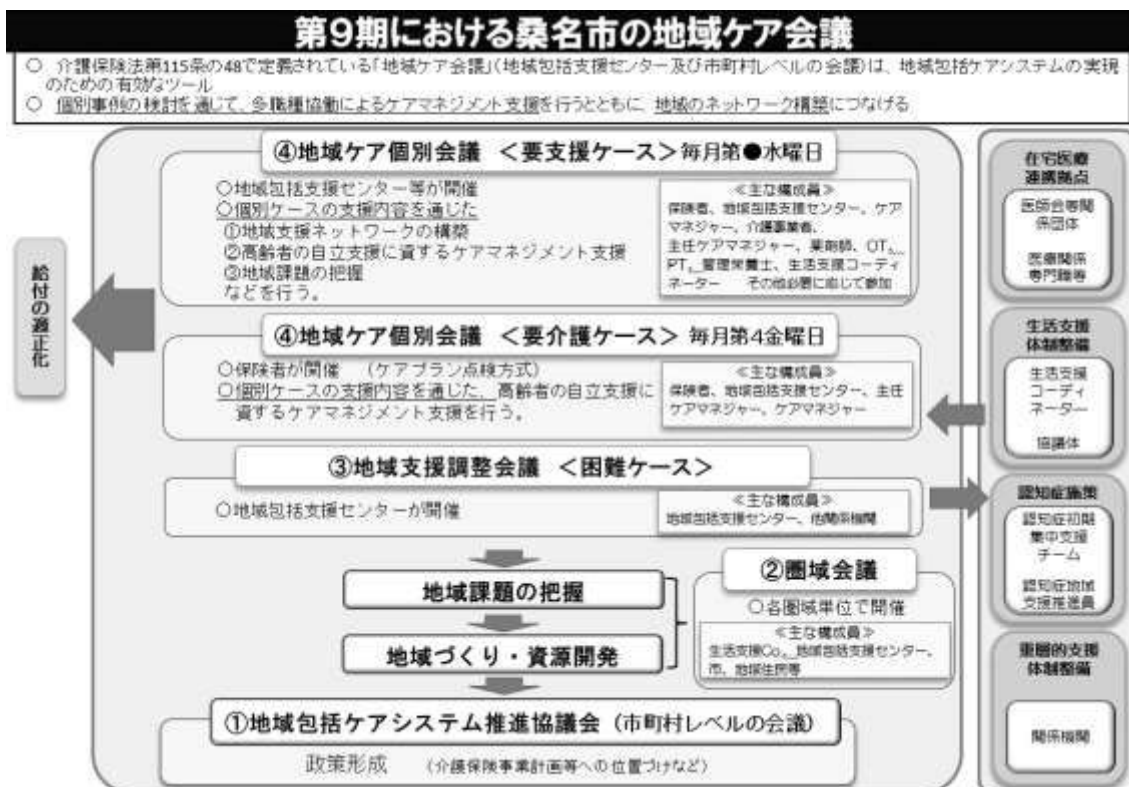 第9期における桑名市の地域ケア会議
○ 介護保険法第115条の48で定義されている「地域ケア会議」(地域包括支援センター及び市町村レベルの会議)は、地域包括ケアシステムの実現
のための有効なツール
○ 個別事例の検討を通じて、多職種協働によるケアマネジメント支援を行うとともに、地域のネットワーク構築につなげる
④地域ケア個別会議 <要支援ケース> 毎月第●水曜日
○地域包括支援センター等が開催
○個別ケースの支援内容を通じた
①地域支援ネットワークの構築
②高齢者の自立支援に資するケアマネジメント支援
③地域課題の把握
などを行う。
≪主な構成員≫
保険者、地域包括支援センター、ケア
マネジャー、介護事業者、
主任ケアマネジャー、薬剤師、OT、
PT、管理栄養士、生活支援コーディ
ネーター その他必要に応じて参加
給付の適正化
④地域ケア個別会議 <要介護ケース> 毎月第4金曜日
○保険者が開催 (ケアプラン点検方式)
○個別ケースの支援内容を通じた、高齢者の自立支援に
資するケアマネジメント支援を行う。
≪主な構成員≫
保険者、地域包括支援センター、主任
ケアマネジャー、ケアマネジャー
③地域支援調整会議 <困難ケース>
○地域包括支援センターが開催
≪主な構成員≫
地域包括支援センター、他関係機関
地域課題の把握
地域づくり・資源開発
②圏域会議
○各圏域単位で開催
≪主な構成員≫
生活支援Co、地域包括支援センター、
市、地域住民等
①地域包括ケアシステム推進協議会 (市町村レベルの会議)
政策形成 (介護保険事業計画等への位置づけなど)
在宅医療
連携拠点
医師会等関
係団体
医療関係
専門職等
生活支援
体制整備
生活支援
コーディ
ネーター
協議体
認知症施策
認知症初期
集中支援
チーム
認知症地域
支援推進員
重層的支援
体制整備
関係機関